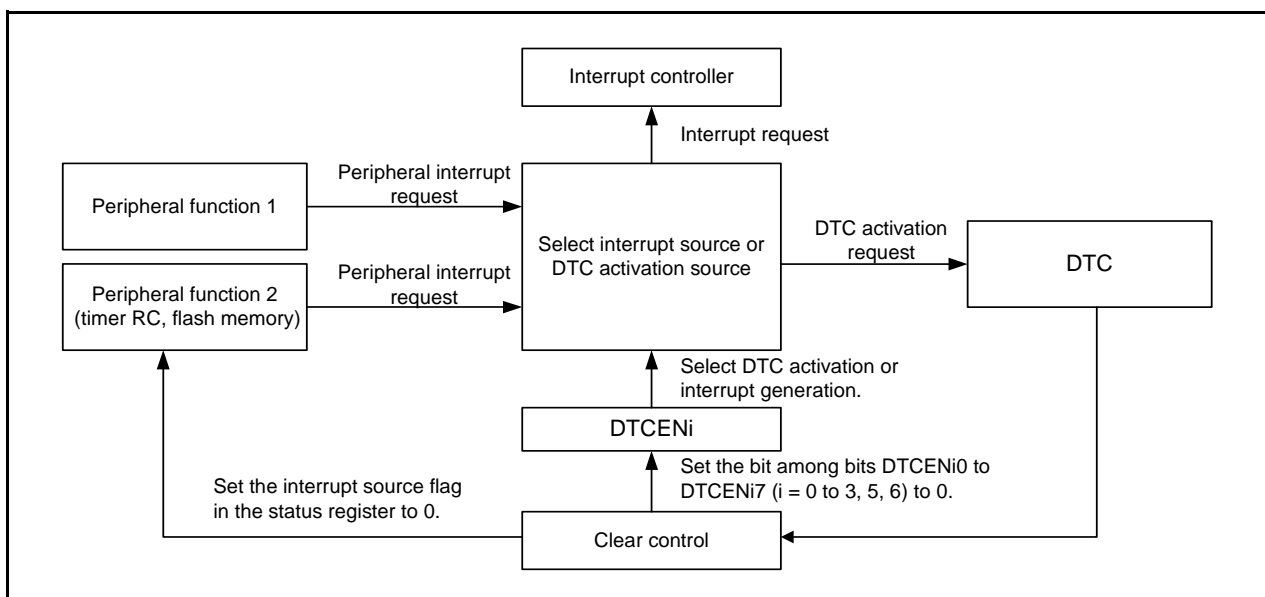 Interrupt controller
Interrupt request
Peripheral function 1
Peripheral interrupt
request
Select interrupt source or
DTC activation source
DTC activation
request
DTC
Peripheral function 2
(timer RC, flash memory)
Peripheral interrupt
request
Select DTC activation or
interrupt generation.
DTCENi
Set the bit among bits DTCENi0 to
DTCENi7 (i = 0 to 3, 5, 6) to 0.
Set the interrupt source flag
in the status register to 0.
Clear control